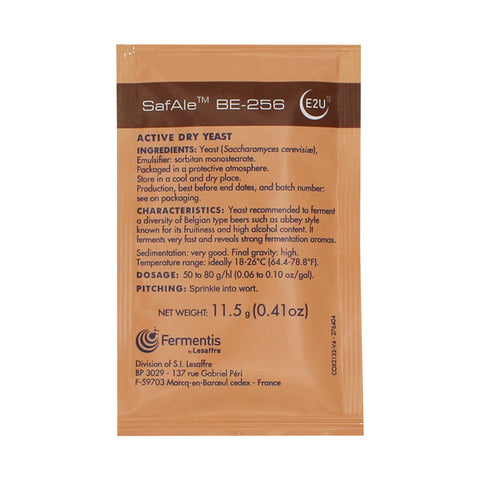 SafAle™ BE-256 E2U
ACTIVE DRY YEAST
INGREDIENTS: Yeast (Saccharomyces cerevisiæ),
Emulsifier: sorbitan monostearate.
Packaged in a protective atmosphere.
Store in a cool and dry place.
Production, best before end dates, and batch number:
see on packaging.
CHARACTERISTICS: Yeast recommended to ferment
a diversity of Belgian type beers such as abbey style
known for its fruitiness and high alcohol content. It
ferments very fast and reveals strong fermentation aromas.
Sedimentation: very good. Final gravity: high.
Temperature range: ideally 18-26°C (64.4-78.8°F).
DOSAGE: 50 to 80 g/hl (0.06 to 0.10 oz/gal).
PITCHING: Sprinkle into wort.
NET WEIGHT: 11.5 g (0.41oz)
Fermentis
by Lesaffre
Division of S.I. Lesaffre
BP 3029 - 137 rue Gabriel Péri
F-59703 Marcq-en-Barœul cedex - France